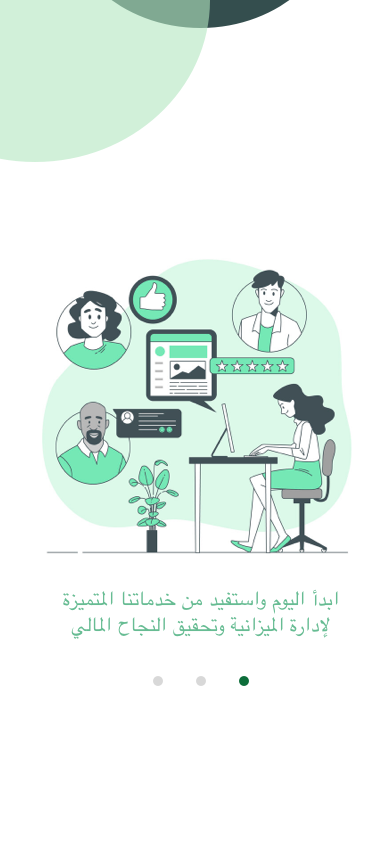 ابدأ اليوم واستفيد من خدماتنا المتميزة
لإدارة الميزانية وتحقيق النجاح المالي